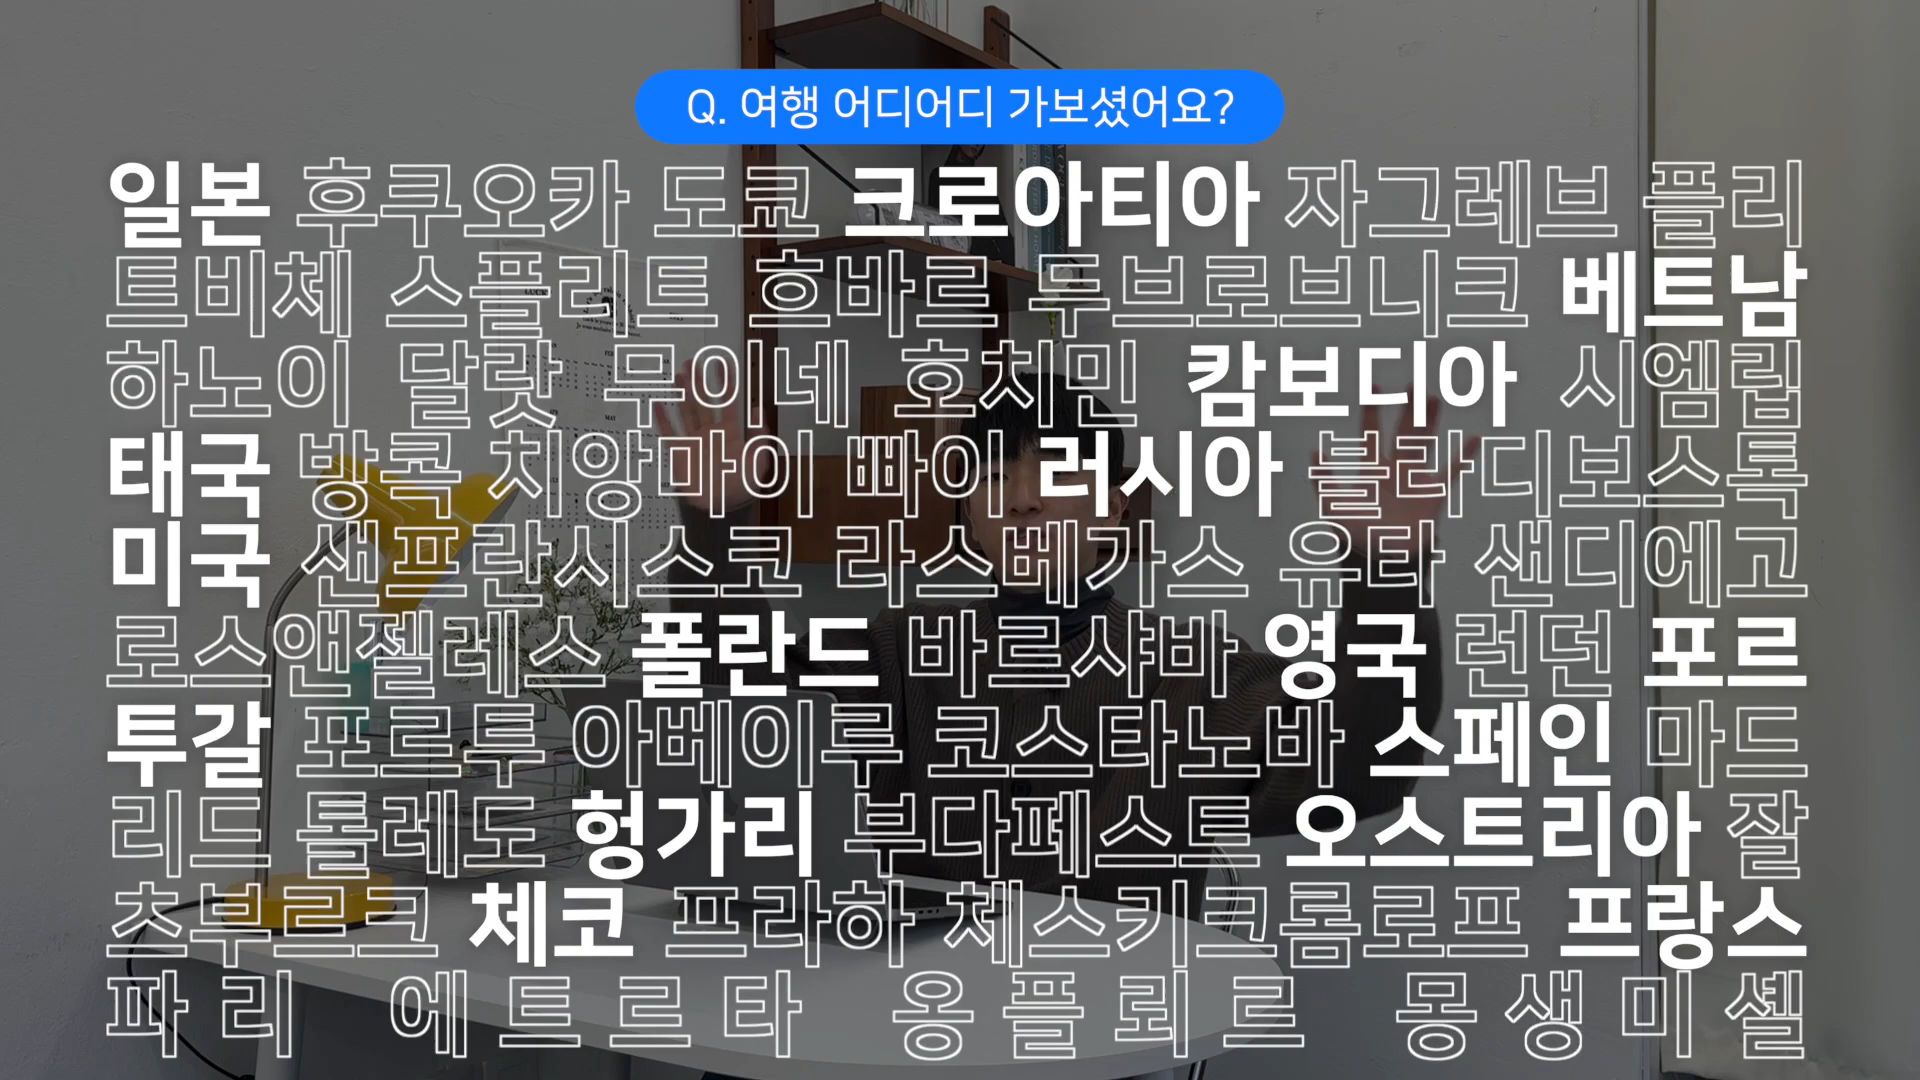 Q. 여행 어디어디 가보셨어요?
일본 후쿠오카 도쿄 크로아티아 자그레브 플리
트비체 스플리트 흐바르 두브로브니크 베트남
하노이 달랏 무이네 호치민 캄보디아 시엠립
태국 방콕 치앙마이 빠이 러시아 블라디보스톡
미국 샌프란시스코 라스베가스 유타 샌디에고
로스앤젤레스 폴란드 바르샤바 영국 런던 포르
투갈 포르투 아베이루 코스타노바 스페인 마드
리드 톨레도 헝가리 부다페스트 오스트리아 잘
츠부르크 체코 프라하 체스키크롬로프 프랑스
파리 에트르타 옹플뢰르 몽생미셸